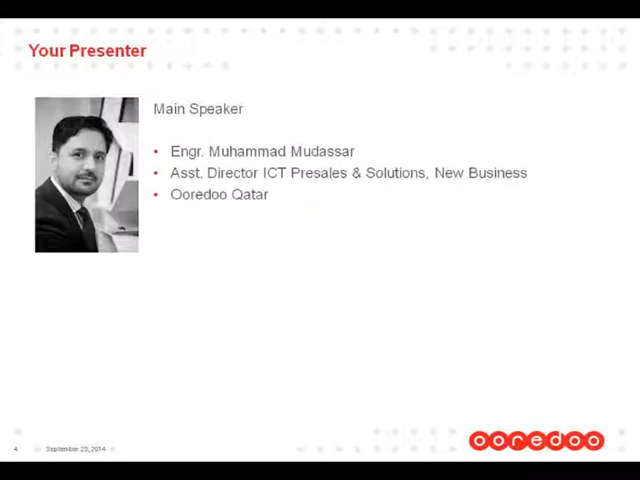 Your Presenter
Main Speaker
• Engr. Muhammad Mudassar
• Asst. Director ICT Presales & Solutions, New Business
• Ooredoo Qatar
4 September 23, 2014
ooredoo